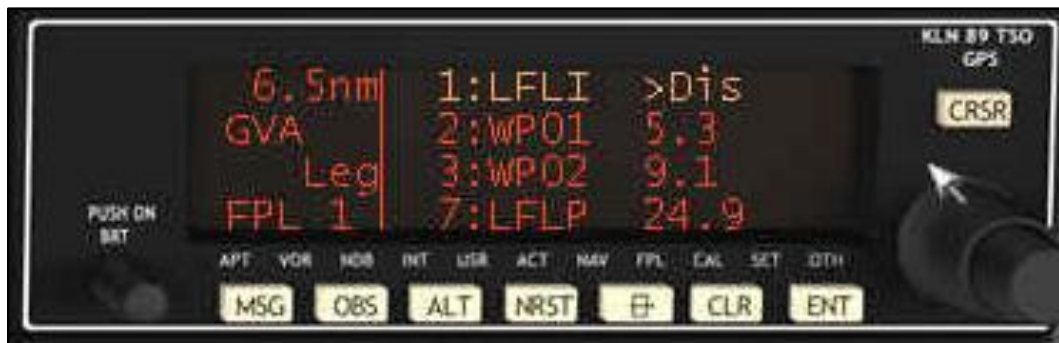 KLN 89 TSO
GPS
CRSR
6.5nm 1:LFLI >Dis
GVA 2:WP01 5.3
Leg 3:WP02 9.1
FPL 1 7:LFLP 24.9
PUSH ON
BRT
APT VOR NDB INT USR ACT NAV FPL CAL SET OTH
MSG OBS ALT NRST CLR ENT